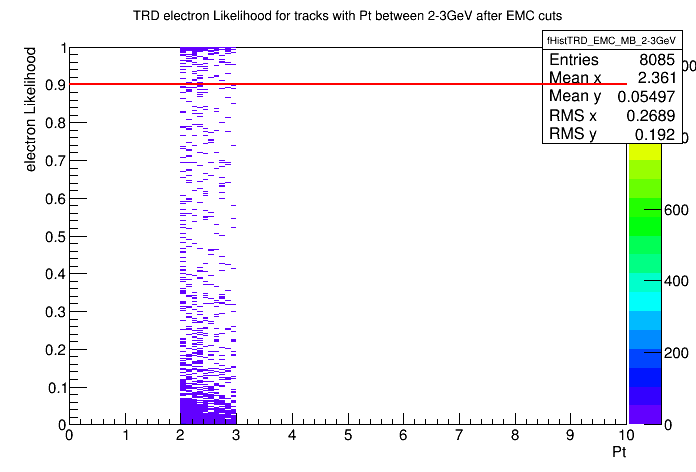 TRD electron Likelihood for tracks with Pt between 2-3GeV after EMC cuts
fHistTRD_EMC_MB_2-3GeV
Entries 8085
Mean x 2.361
Mean y 0.05497
RMS x 0.2689
RMS y 0.192
electron Likelihood
1
0.9
0.8
0.7
0.6
0.5
0.4
0.3
0.2
0.1
0
0 1 2 3 4 5 6 7 8 9 10
Pt
600
400
200
0